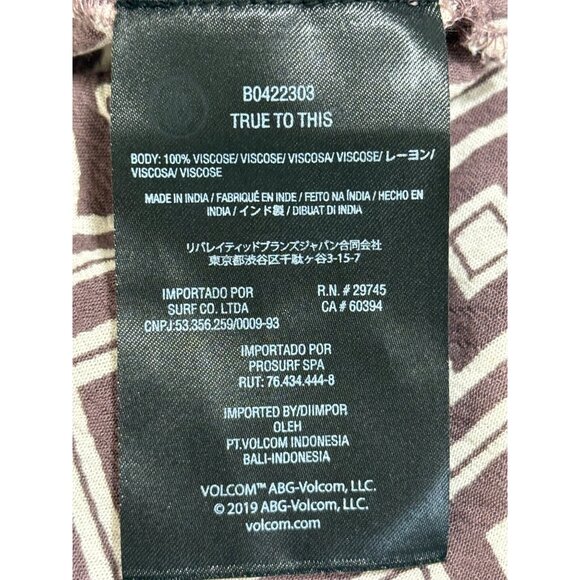 B0422303
TRUE TO THIS
BODY: 100% VISCOSE/ VISCOSE/ VISCOSA/ VISCOSE/ レーヨン/
VISCOSA/ VISCOSE
MADE IN INDIA / FABRIQUÉ EN INDE / FEITO NA ÍNDIA / HECHO EN
INDIA / インド製 / DIBUAT DI INDIA
リバレイティッドブランズジャパン合同会社
東京都渋谷区千駄ヶ谷3-15-7
IMPORTADO POR
SURF CO. LTDA
CNPJ:53.356.259/0009-93
R.N. # 29745
CA # 60394
IMPORTADO POR
PROSURF SPA
RUT: 76.434.444-8
IMPORTED BY/DIIMPOR
OLEH
PT.VOLCOM INDONESIA
BALI-INDONESIA
VOLCOM™ ABG-Volcom, LLC.
© 2019 ABG-Volcom, LLC.
volcom.com